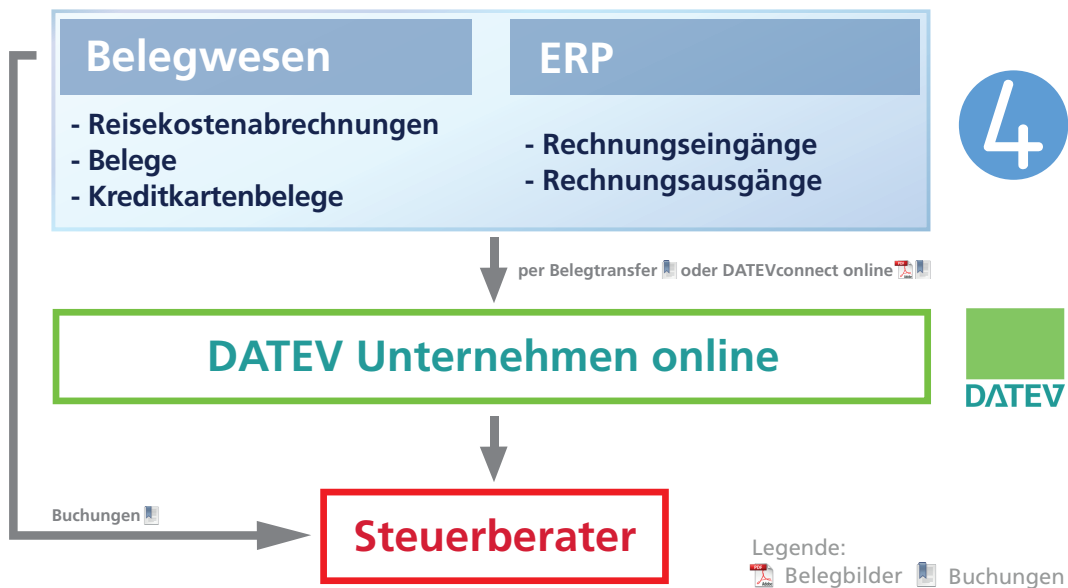 Belegwesen
ERP
- Reisekostenabrechnungen
- Belege
- Kreditkartenbelege
- Rechnungseingänge
- Rechnungsausgänge
4
per Belegtransfer oder DATEVconnect online
DATEV Unternehmen online
DATEV
Buchungen
Steuerberater
Legende:
Belegbilder Buchungen